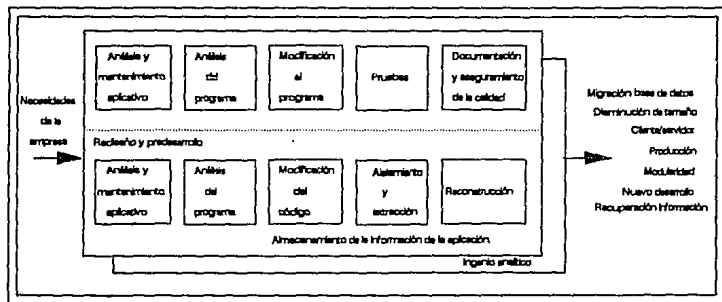 Necesidades
de la
empresa
Análisis y
mantenimiento
aplicativo
Análisis
del
programa
Modificación
al
programa
Pruebas
Documentación
y aseguramiento
de la calidad
Rediseño y predesarrollo
Análisis y
mantenimiento
aplicativo
Análisis
del
programa
Modificación
del
código
Aislamiento
y
extracción
Reconstrucción
Almacenamiento de la información de la aplicación.
Ingenio analítico
Migración base de datos
Disminución de tamaño
Cliente/servidor
Producción
Modularidad
Nuevo desarrollo
Recuperación Información